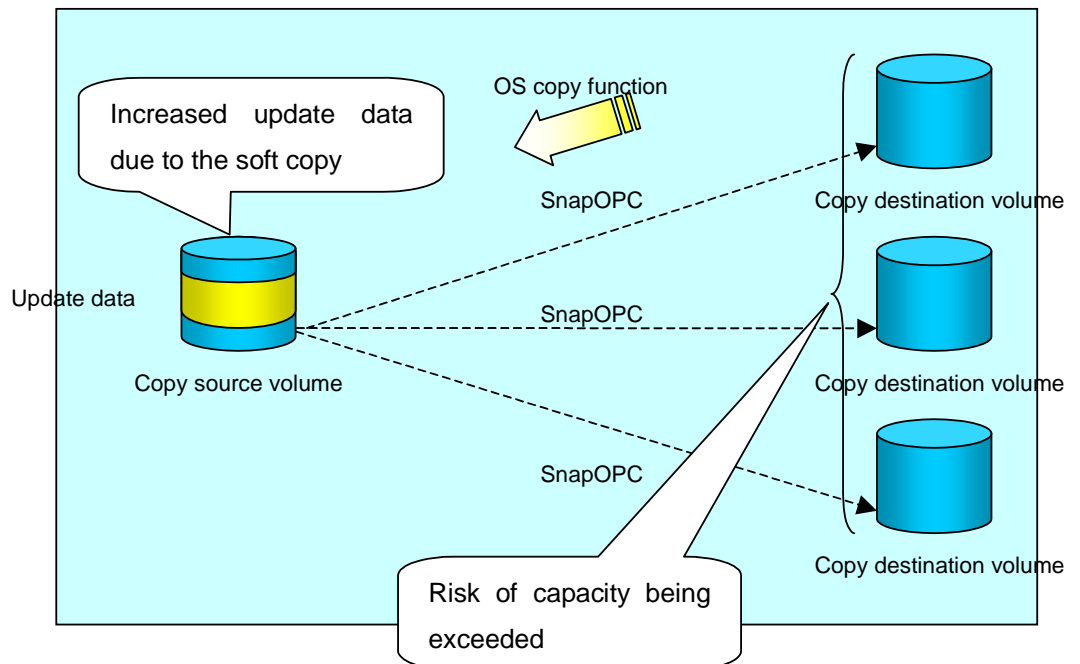 OS copy function
Increased update data
due to the soft copy
SnapOPC
Copy destination volume
Update data
SnapOPC
Copy source volume
Copy destination volume
SnapOPC
Copy destination volume
Risk of capacity being
exceeded